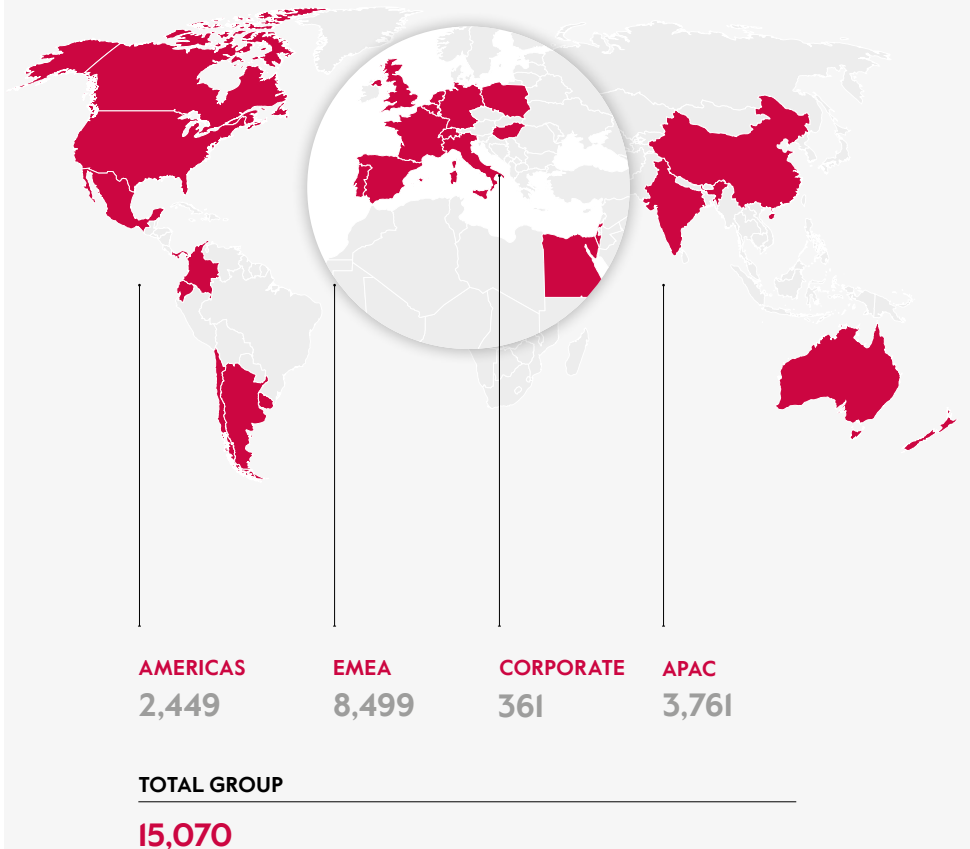 AMERICAS
2,449
EMEA
8,499
CORPORATE
361
APAC
3,761
TOTAL GROUP
15,070